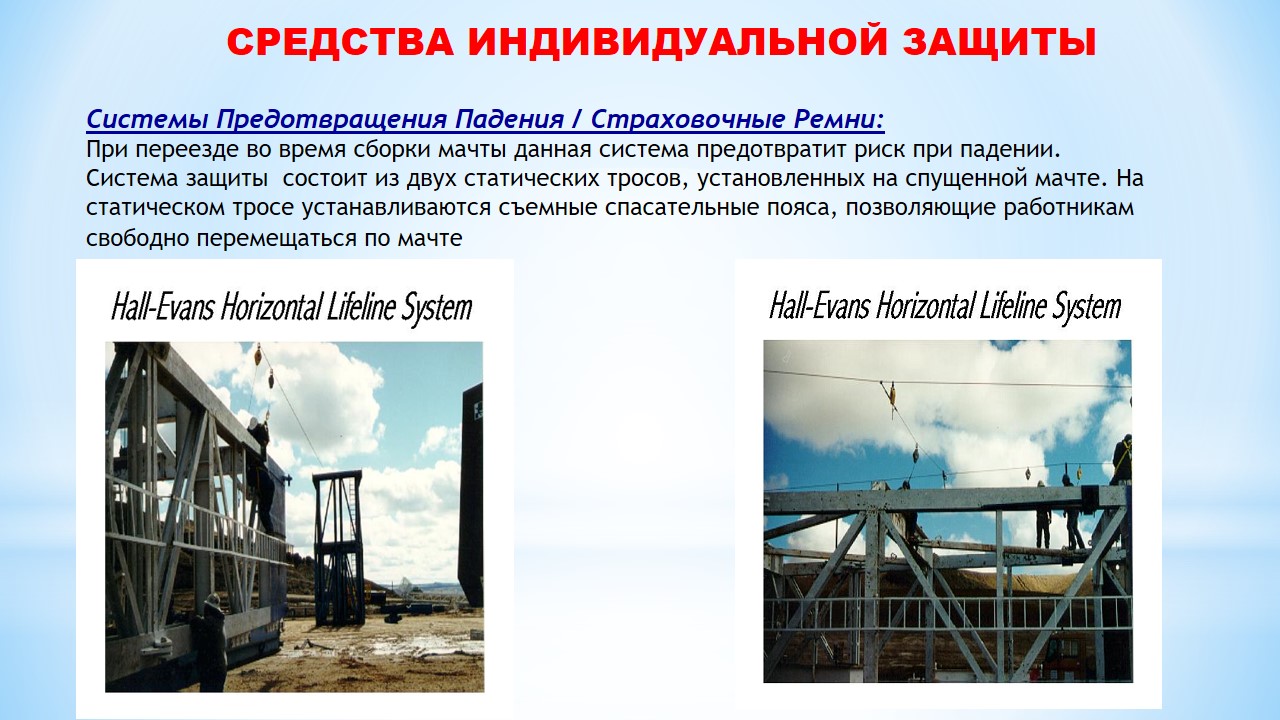 СРЕДСТВА ИНДИВИДУАЛЬНОЙ ЗАЩИТЫ
Системы Предотвращения Падения / Страховочные Ремни:
При переезде во время сборки мачты данная система предотвратит риск при падении.
Система защиты  состоит из двух статических тросов, установленных на спущенной мачте. На
статическом тросе устанавливаются съемные спасательные пояса, позволяющие работникам
свободно перемещаться по мачте
Hall-Evans Horizontal Lifeline System
Hall-Evans Horizontal Lifeline System